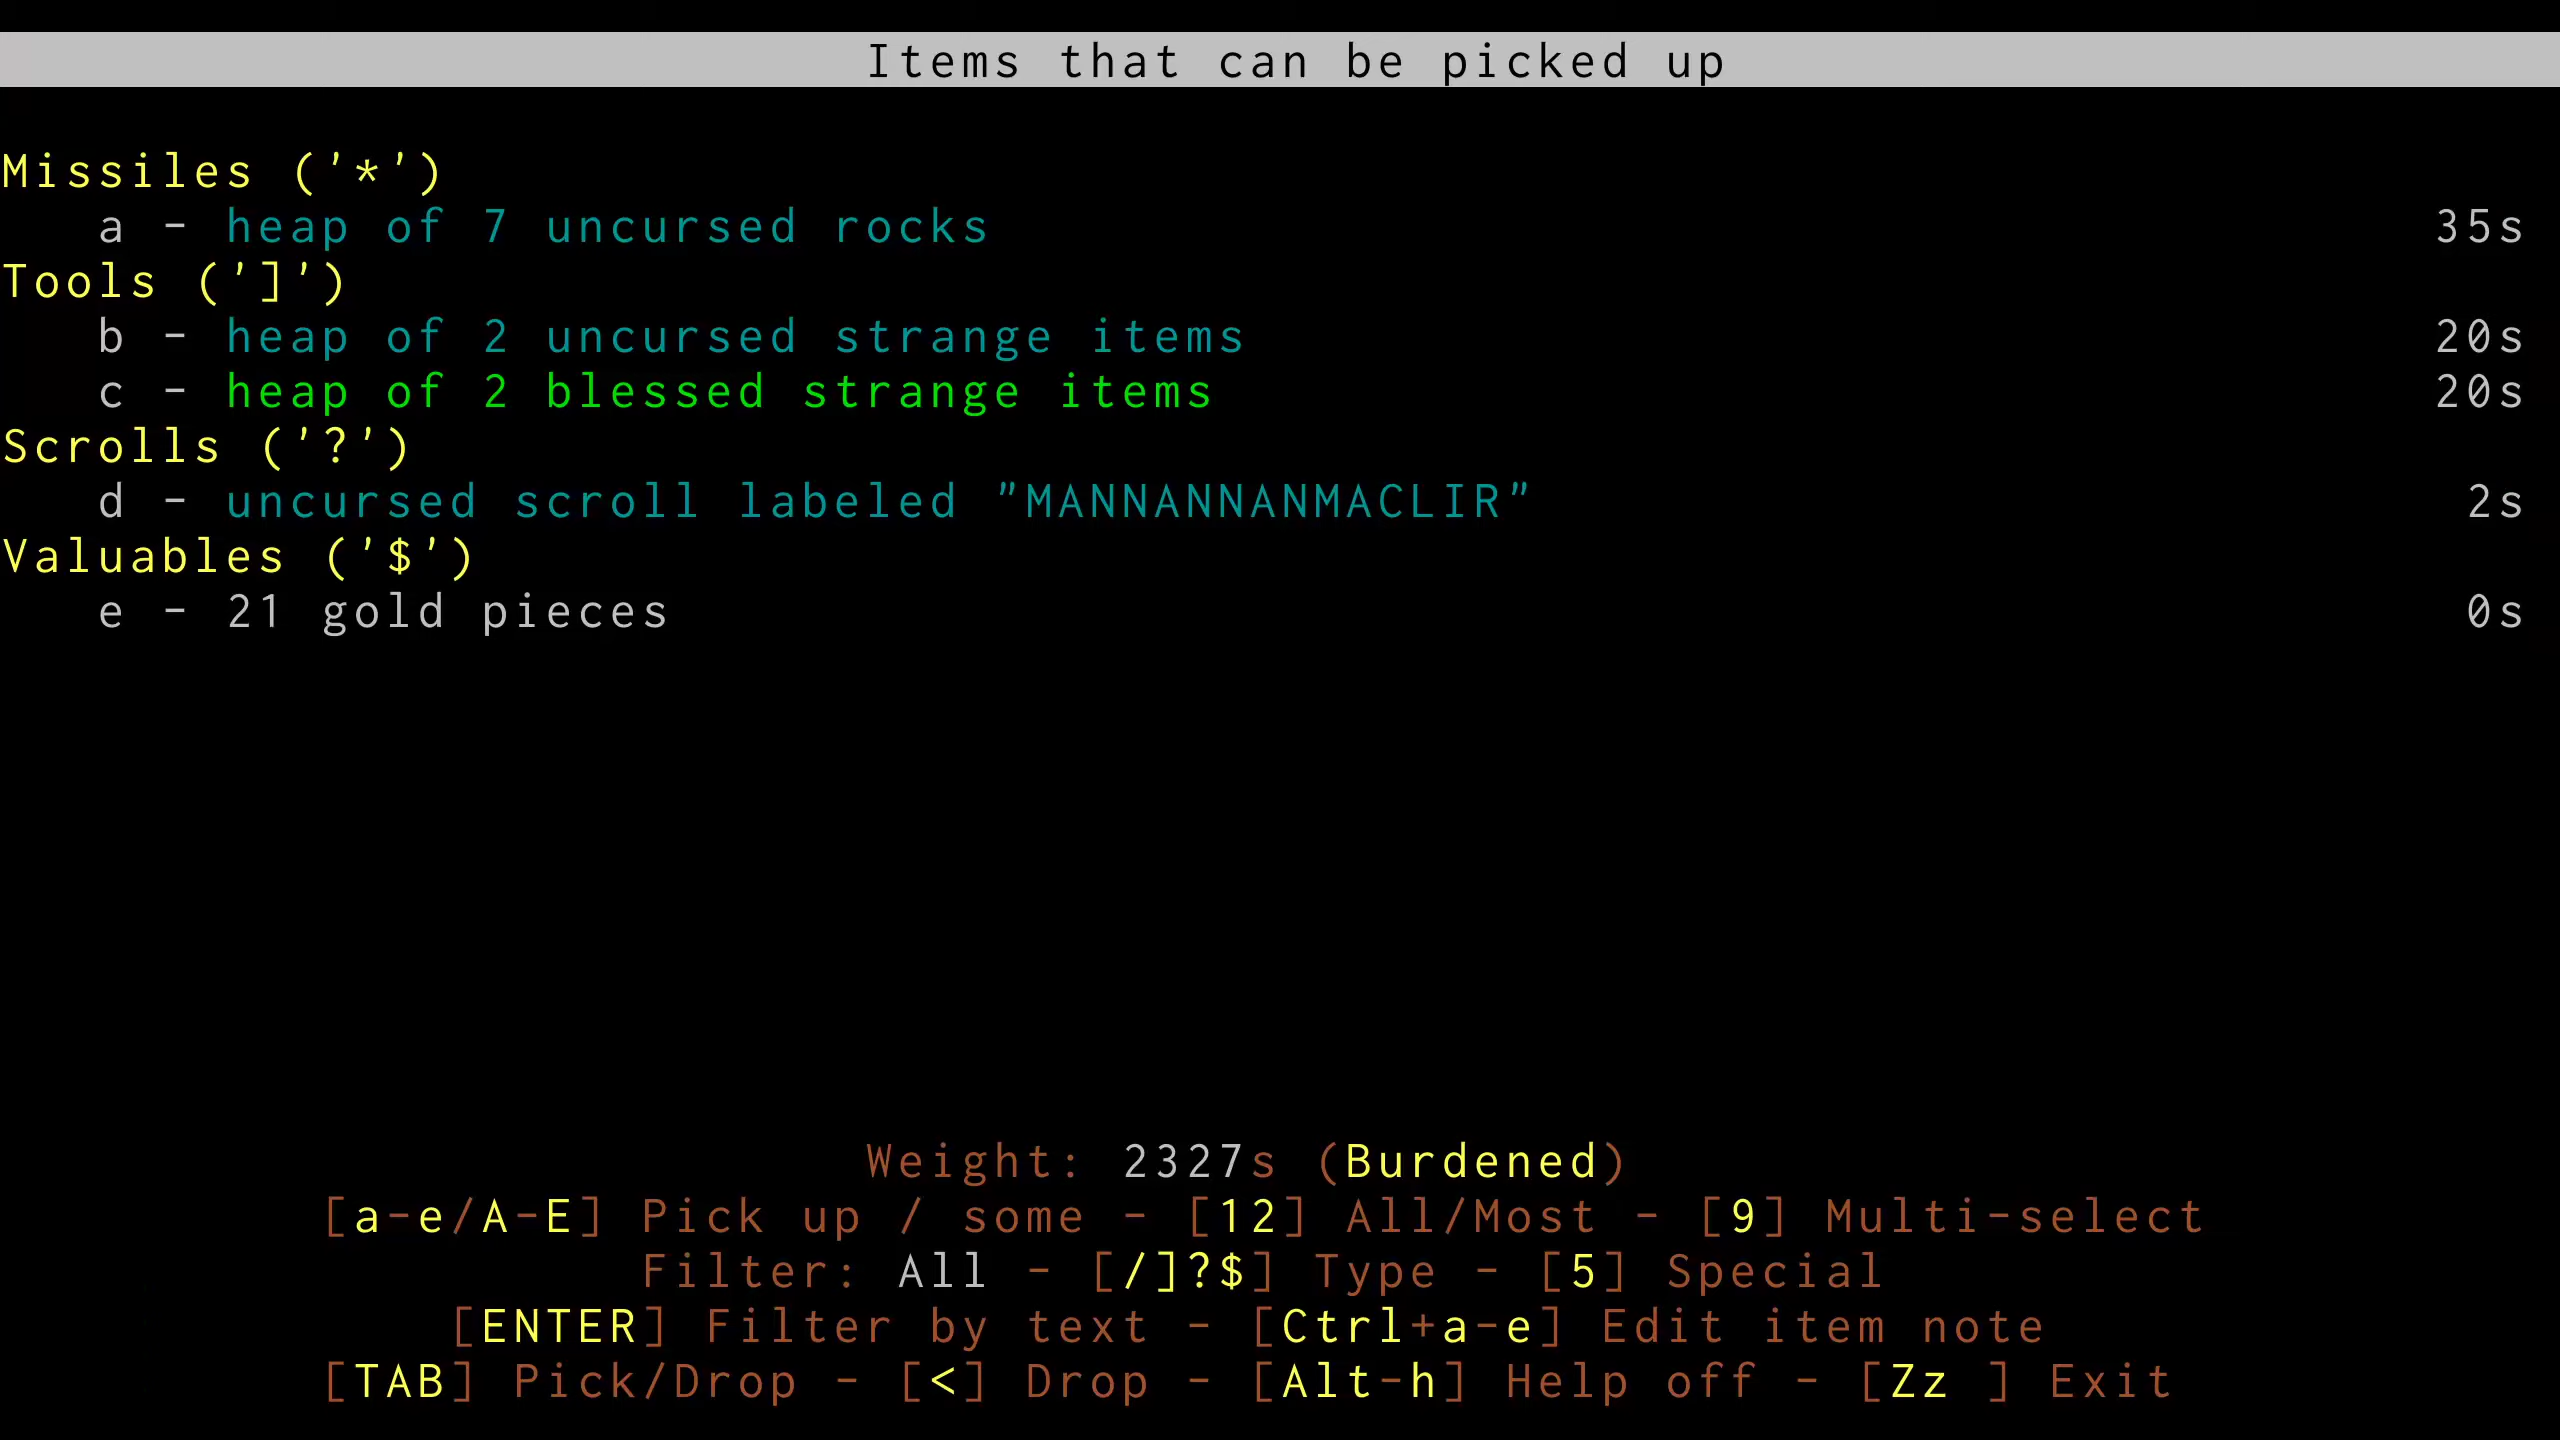 Items that can be picked up
Missiles ('*')
a - heap of 7 uncursed rocks 35s
Tools (']')
b - heap of 2 uncursed strange items 20s
c - heap of 2 blessed strange items 20s
Scrolls ('?')
d - uncursed scroll labeled "MANNANNANMACLIR" 2s
Valuables ('$')
e - 21 gold pieces 0s
Weight: 2327s (Burdened)
[a-e/A-E] Pick up / some - [12] All/Most - [9] Multi-select
Filter: All - [/]?$] Type - [5] Special
[ENTER] Filter by text - [Ctrl+a-e] Edit item note
[TAB] Pick/Drop - [<] Drop - [Alt-h] Help off - [Zz ] Exit